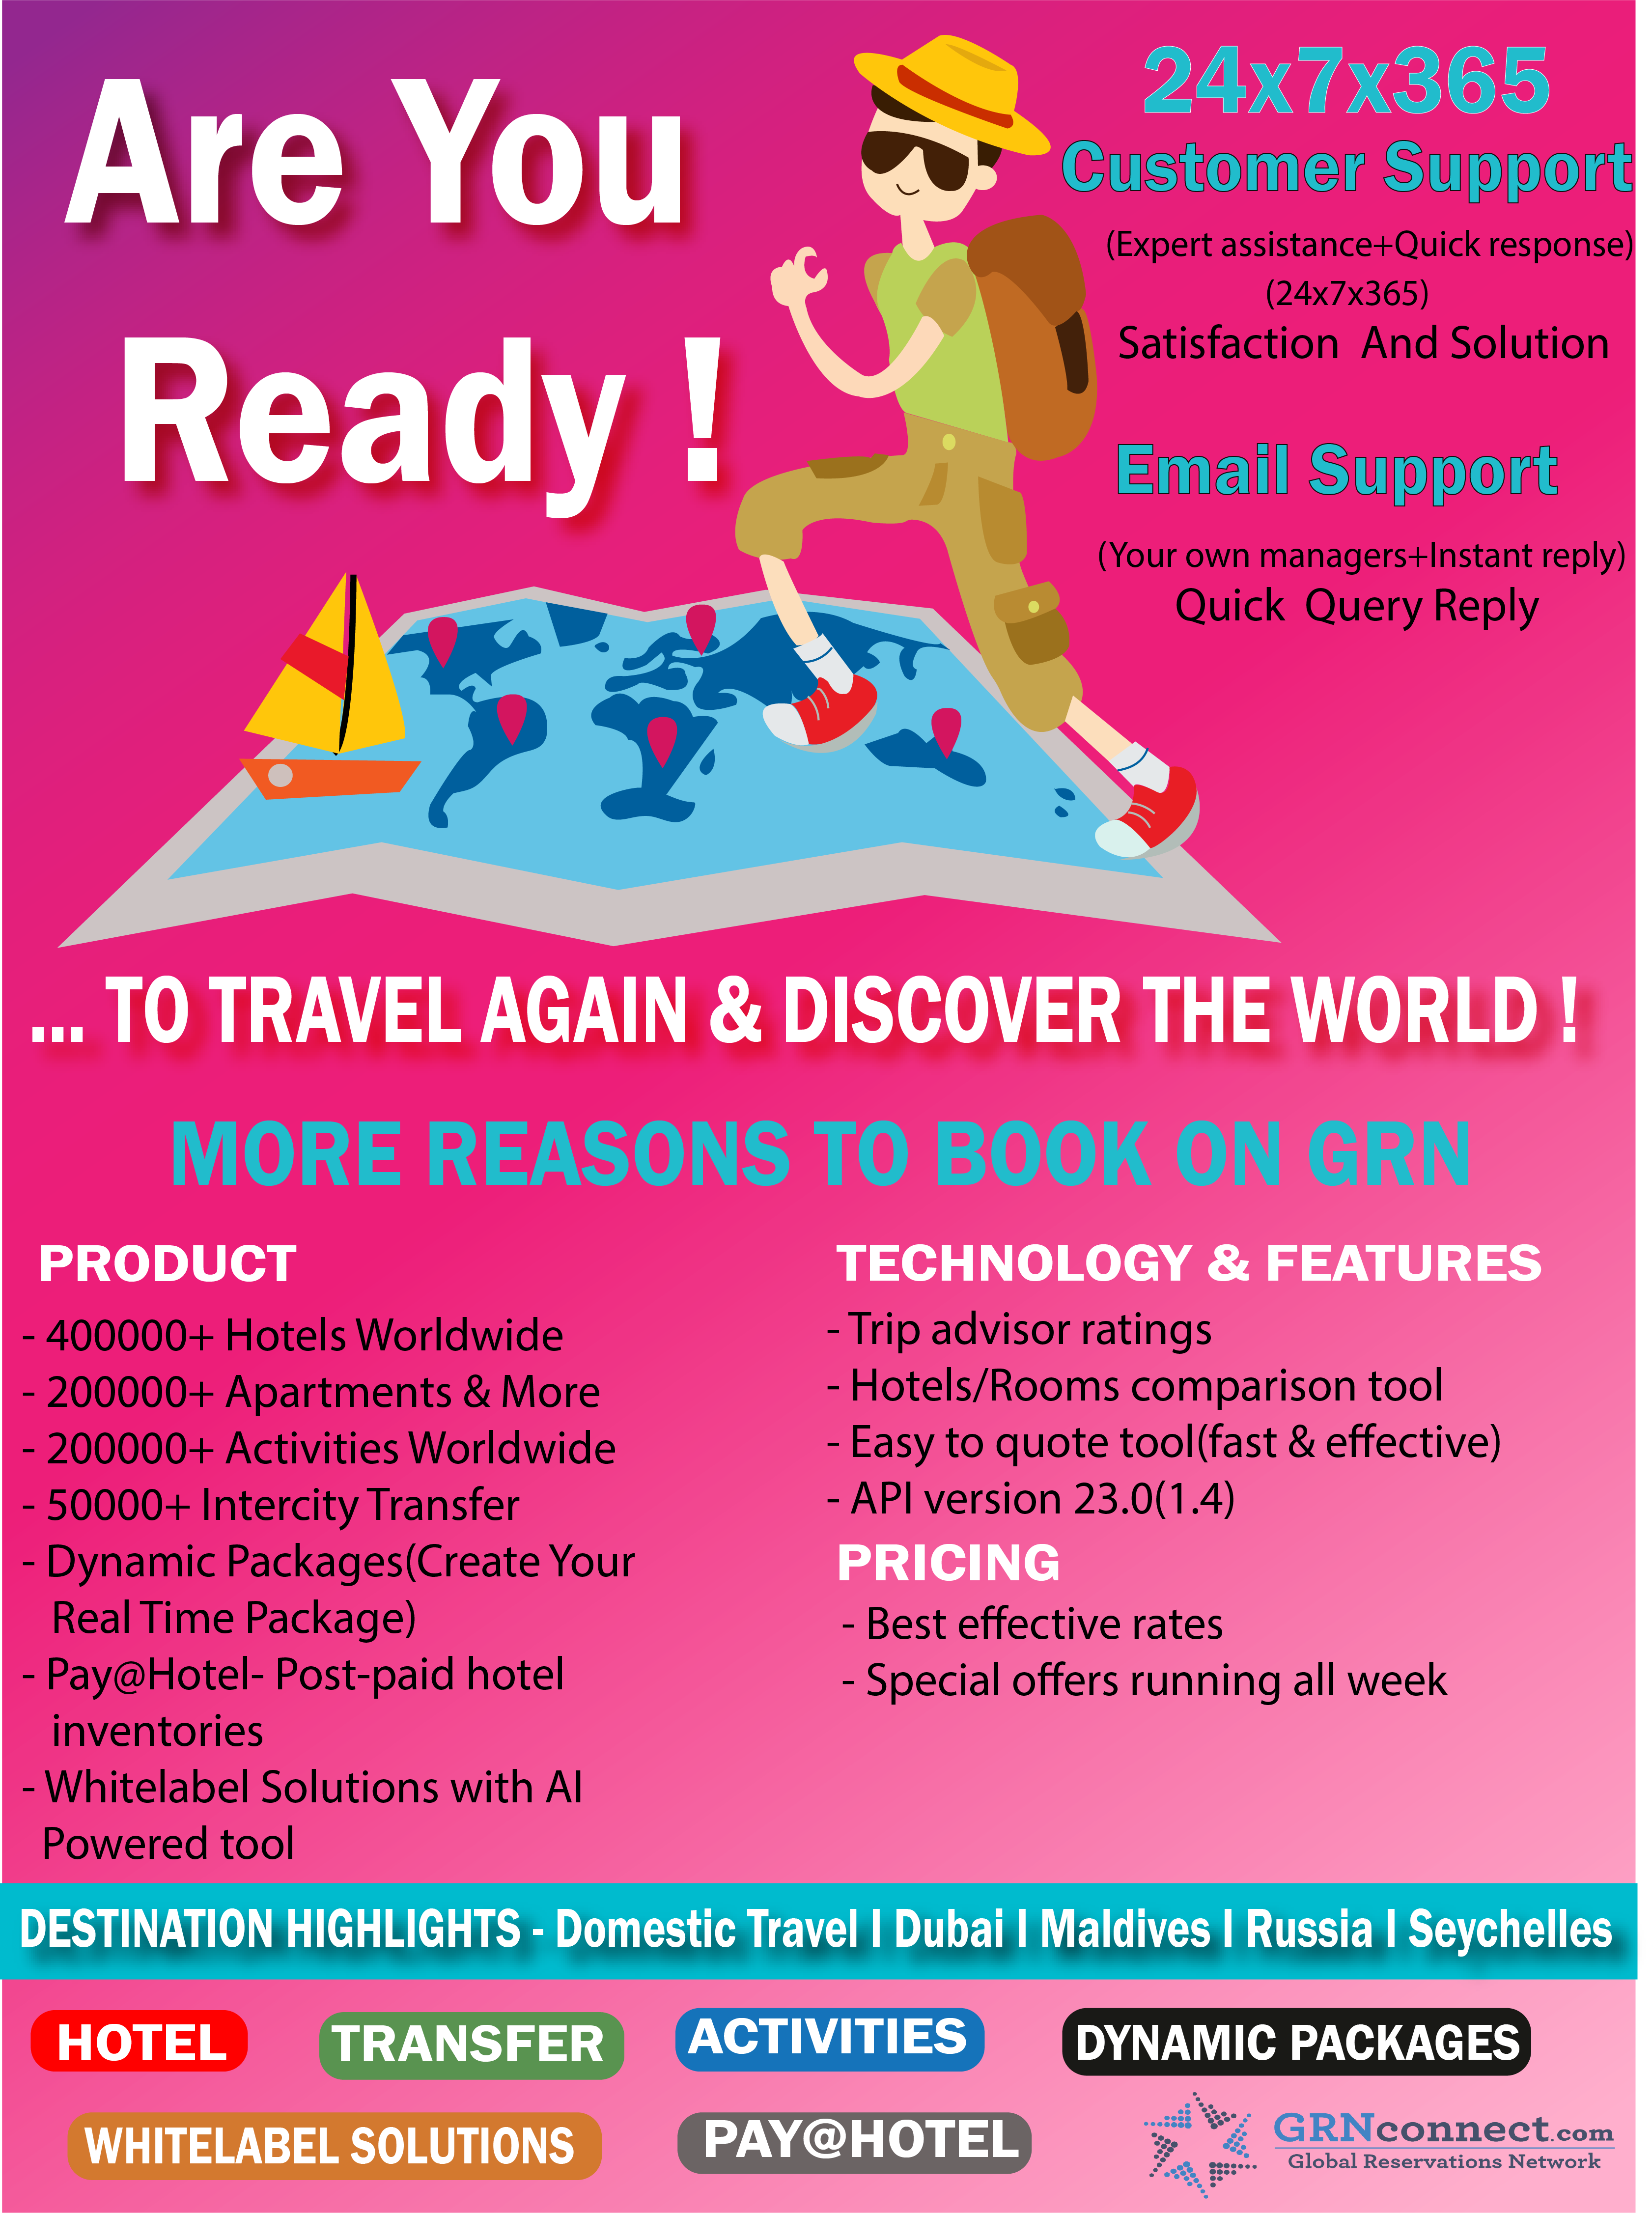 Are You
Ready !
24x7x365
Customer Support
(Expert assistance+Quick response)
(24x7x365)
Satisfaction And Solution
Email Support
(Your own managers+Instant reply)
Quick Query Reply
... TO TRAVEL AGAIN & DISCOVER THE WORLD !
MORE REASONS TO BOOK ON GRN
PRODUCT
- 400000+ Hotels Worldwide
- 200000+ Apartments & More
- 200000+ Activities Worldwide
- 50000+ Intercity Transfer
- Dynamic Packages(Create Your
Real Time Package)
- Pay@Hotel- Post-paid hotel
inventories
- Whitelabel Solutions with AI
Powered tool
TECHNOLOGY & FEATURES
- Trip advisor ratings
- Hotels/Rooms comparison tool
- Easy to quote tool(fast & effective)
- API version 23.0(1.4)
PRICING
- Best effective rates
- Special offers running all week
DESTINATION HIGHLIGHTS - Domestic Travel I Dubai I Maldives I Russia I Seychelles
HOTEL
TRANSFER
ACTIVITIES
DYNAMIC PACKAGES
WHITELABEL SOLUTIONS
PAY@HOTEL
GRNconnect.com
Global Reservations Network